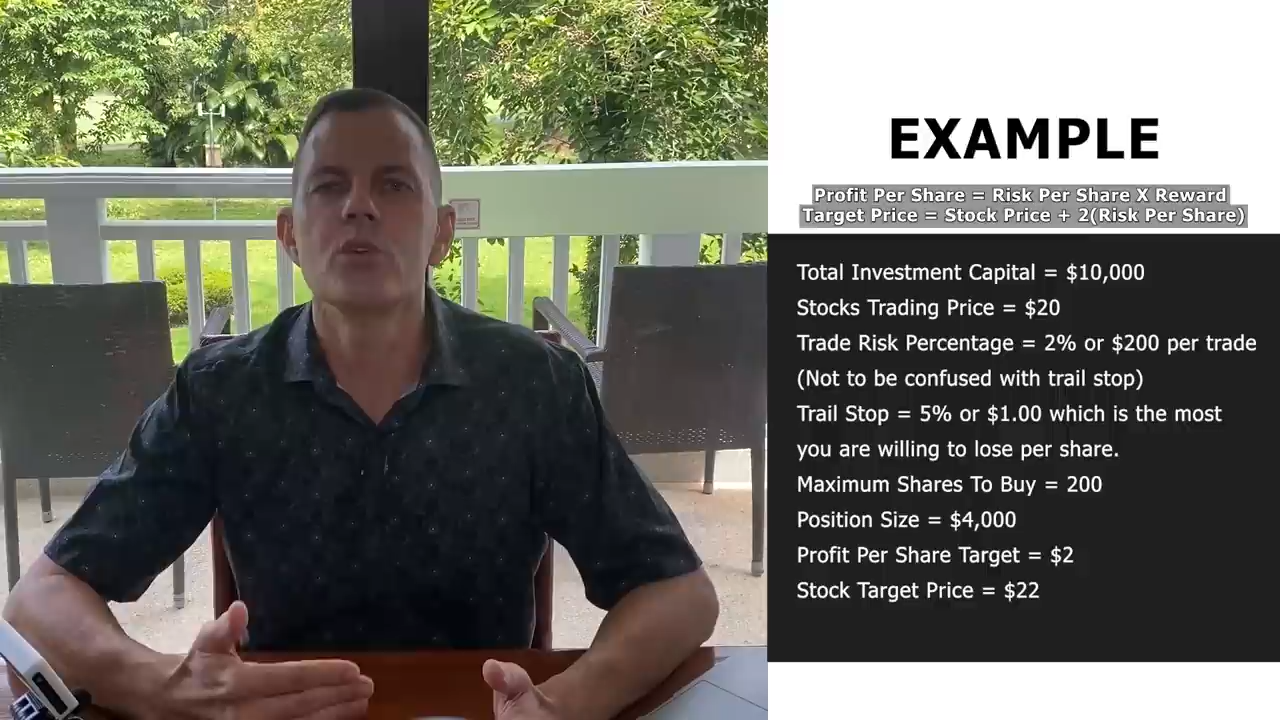 EXAMPLE
Profit Per Share = Risk Per Share X Reward
Target Price = Stock Price + 2(Risk Per Share)
Total Investment Capital = $10,000
Stocks Trading Price = $20
Trade Risk Percentage = 2% or $200 per trade
(Not to be confused with trail stop)
Trail Stop = 5% or $1.00 which is the most
you are willing to lose per share.
Maximum Shares To Buy = 200
Position Size = $4,000
Profit Per Share Target = $2
Stock Target Price = $22